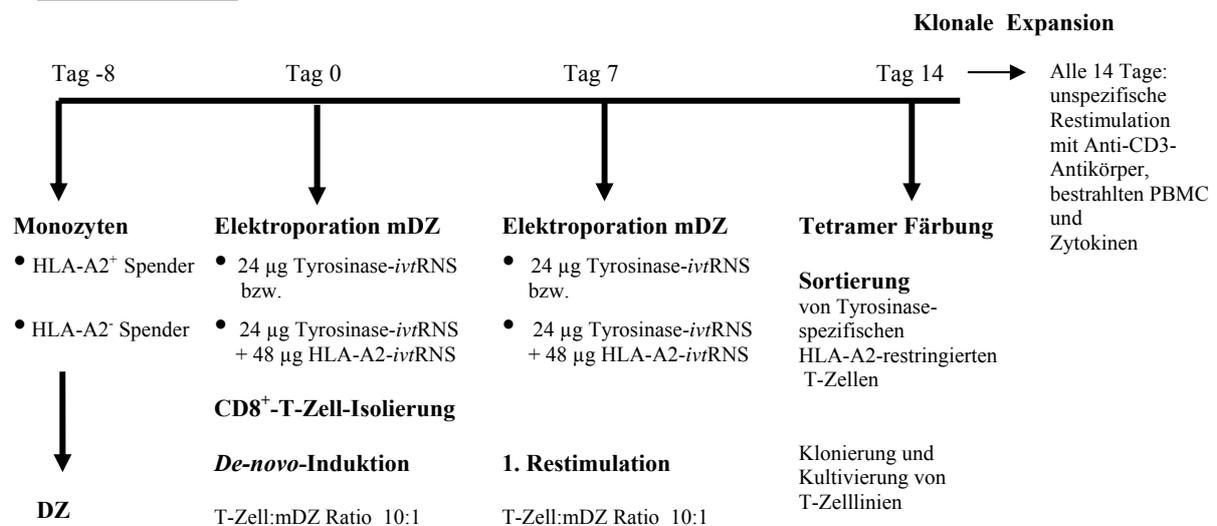 Klonale Expansion
Tag -8
Tag 0
Tag 7
Tag 14
Alle 14 Tage:
unspezifische
Restimulation
mit Anti-CD3-
Antikörper,
bestrahlten PBMC
und
Zytokinen
Monozyten
• HLA-A2+ Spender
• HLA-A2- Spender
DZ
Elektroporation mDZ
• 24 µg Tyrosinase-ivtRNS
bzw.
• 24 µg Tyrosinase-ivtRNS
+ 48 µg HLA-A2-ivtRNS
CD8+-T-Zell-Isolierung
De-novo-Induktion
T-Zell:mDZ Ratio 10:1
Elektroporation mDZ
• 24 µg Tyrosinase-ivtRNS
bzw.
• 24 µg Tyrosinase-ivtRNS
+ 48 µg HLA-A2-ivtRNS
1. Restimulation
T-Zell:mDZ Ratio 10:1
Tetramer Färbung
Sortierung
von Tyrosinase-
spezifischen
HLA-A2-restringierten
T-Zellen
Klonierung und
Kultivierung von
T-Zelllinien